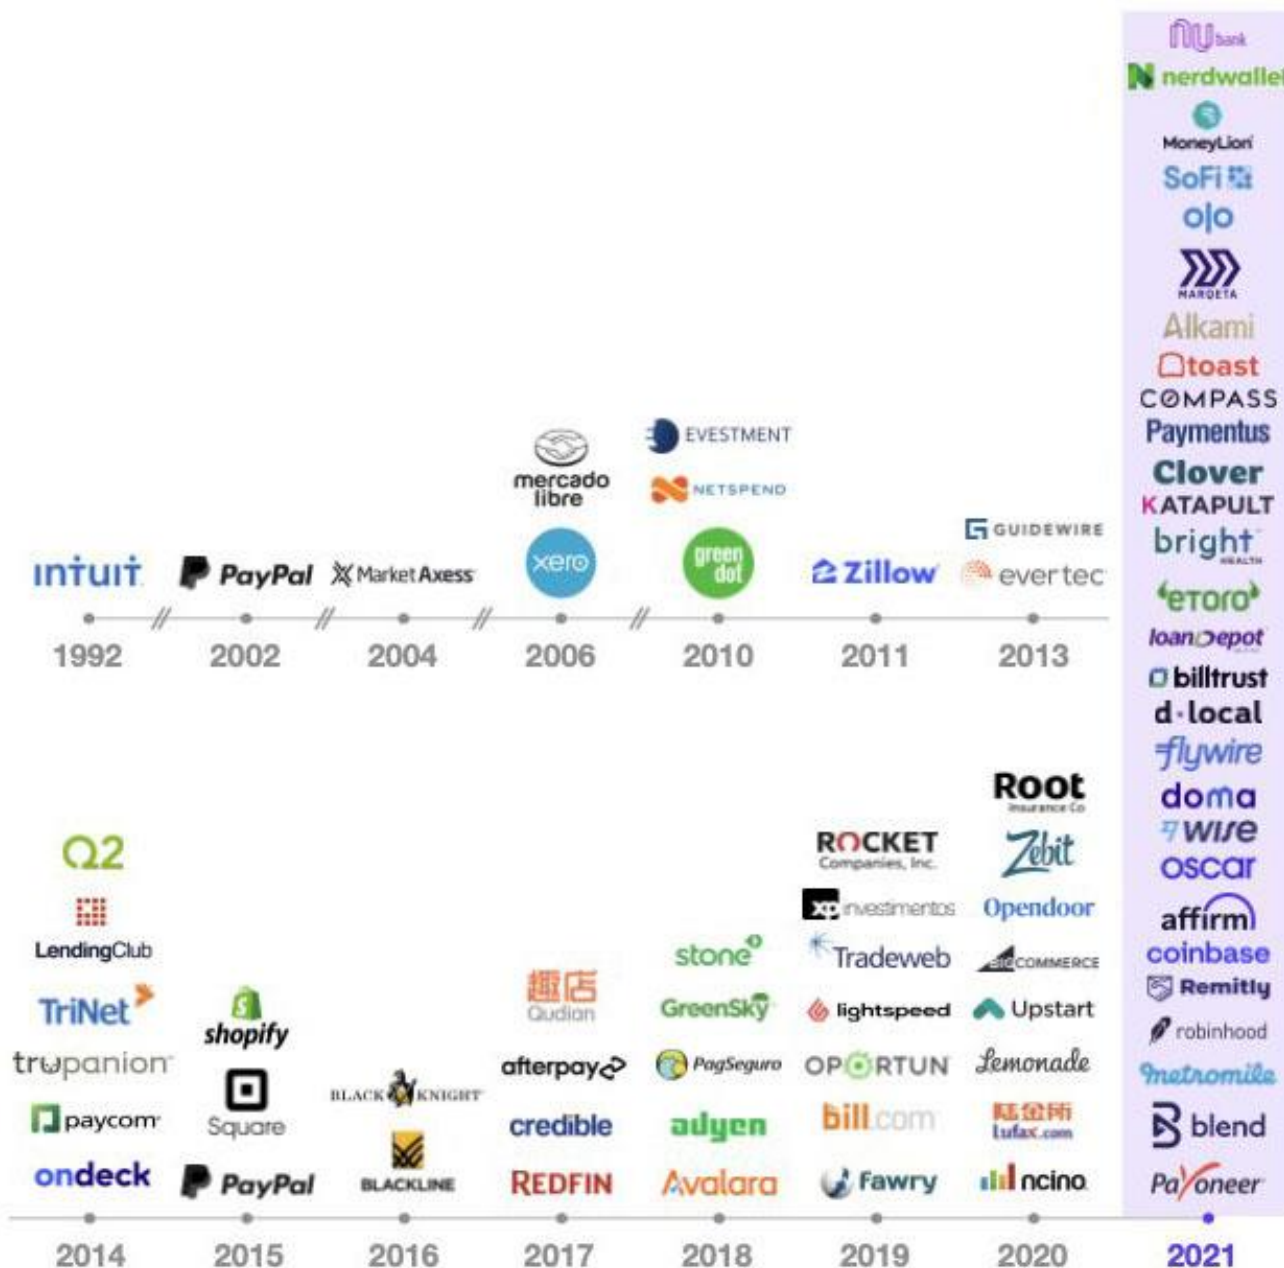 nu bank
nerdwallet
MoneyLion
SoFi
olo
MARQETA
Alkami
toast
COMPASS
Paymentus
Clover
KATAPULT
bright
HEALTH
eToro
loanDepot
billtrust
d·local
flywire
doma
wise
oscar
affirm
coinbase
Remitly
robinhood
metromile
blend
Payoneer
2021
mercado
libre
EVESTMENT
NETSPEND
GUIDEWIRE
intuit
PayPal
MarketAxess
xero
green
dot
Zillow
evertec
1992
2002
2004
2006
2010
2011
2013
Q2
LendingClub
TriNet
trupanion
paycom
ondeck
2014
shopify
Square
PayPal
2015
BLACK KNIGHT
BLACKLINE
2016
趣店
Qudian
afterpay
credible
REDFIN
2017
stone
GreenSky
PagSeguro
adyen
Avalara
2018
ROCKET
Companies, Inc.
xp investimentos
Tradeweb
lightspeed
OPORTUN
bill.com
fawry
2019
Root
Insurance Co
Zebit
Opendoor
BIGCOMMERCE
Upstart
Lemonade
陆金所
Lufax.com
ncino
2020